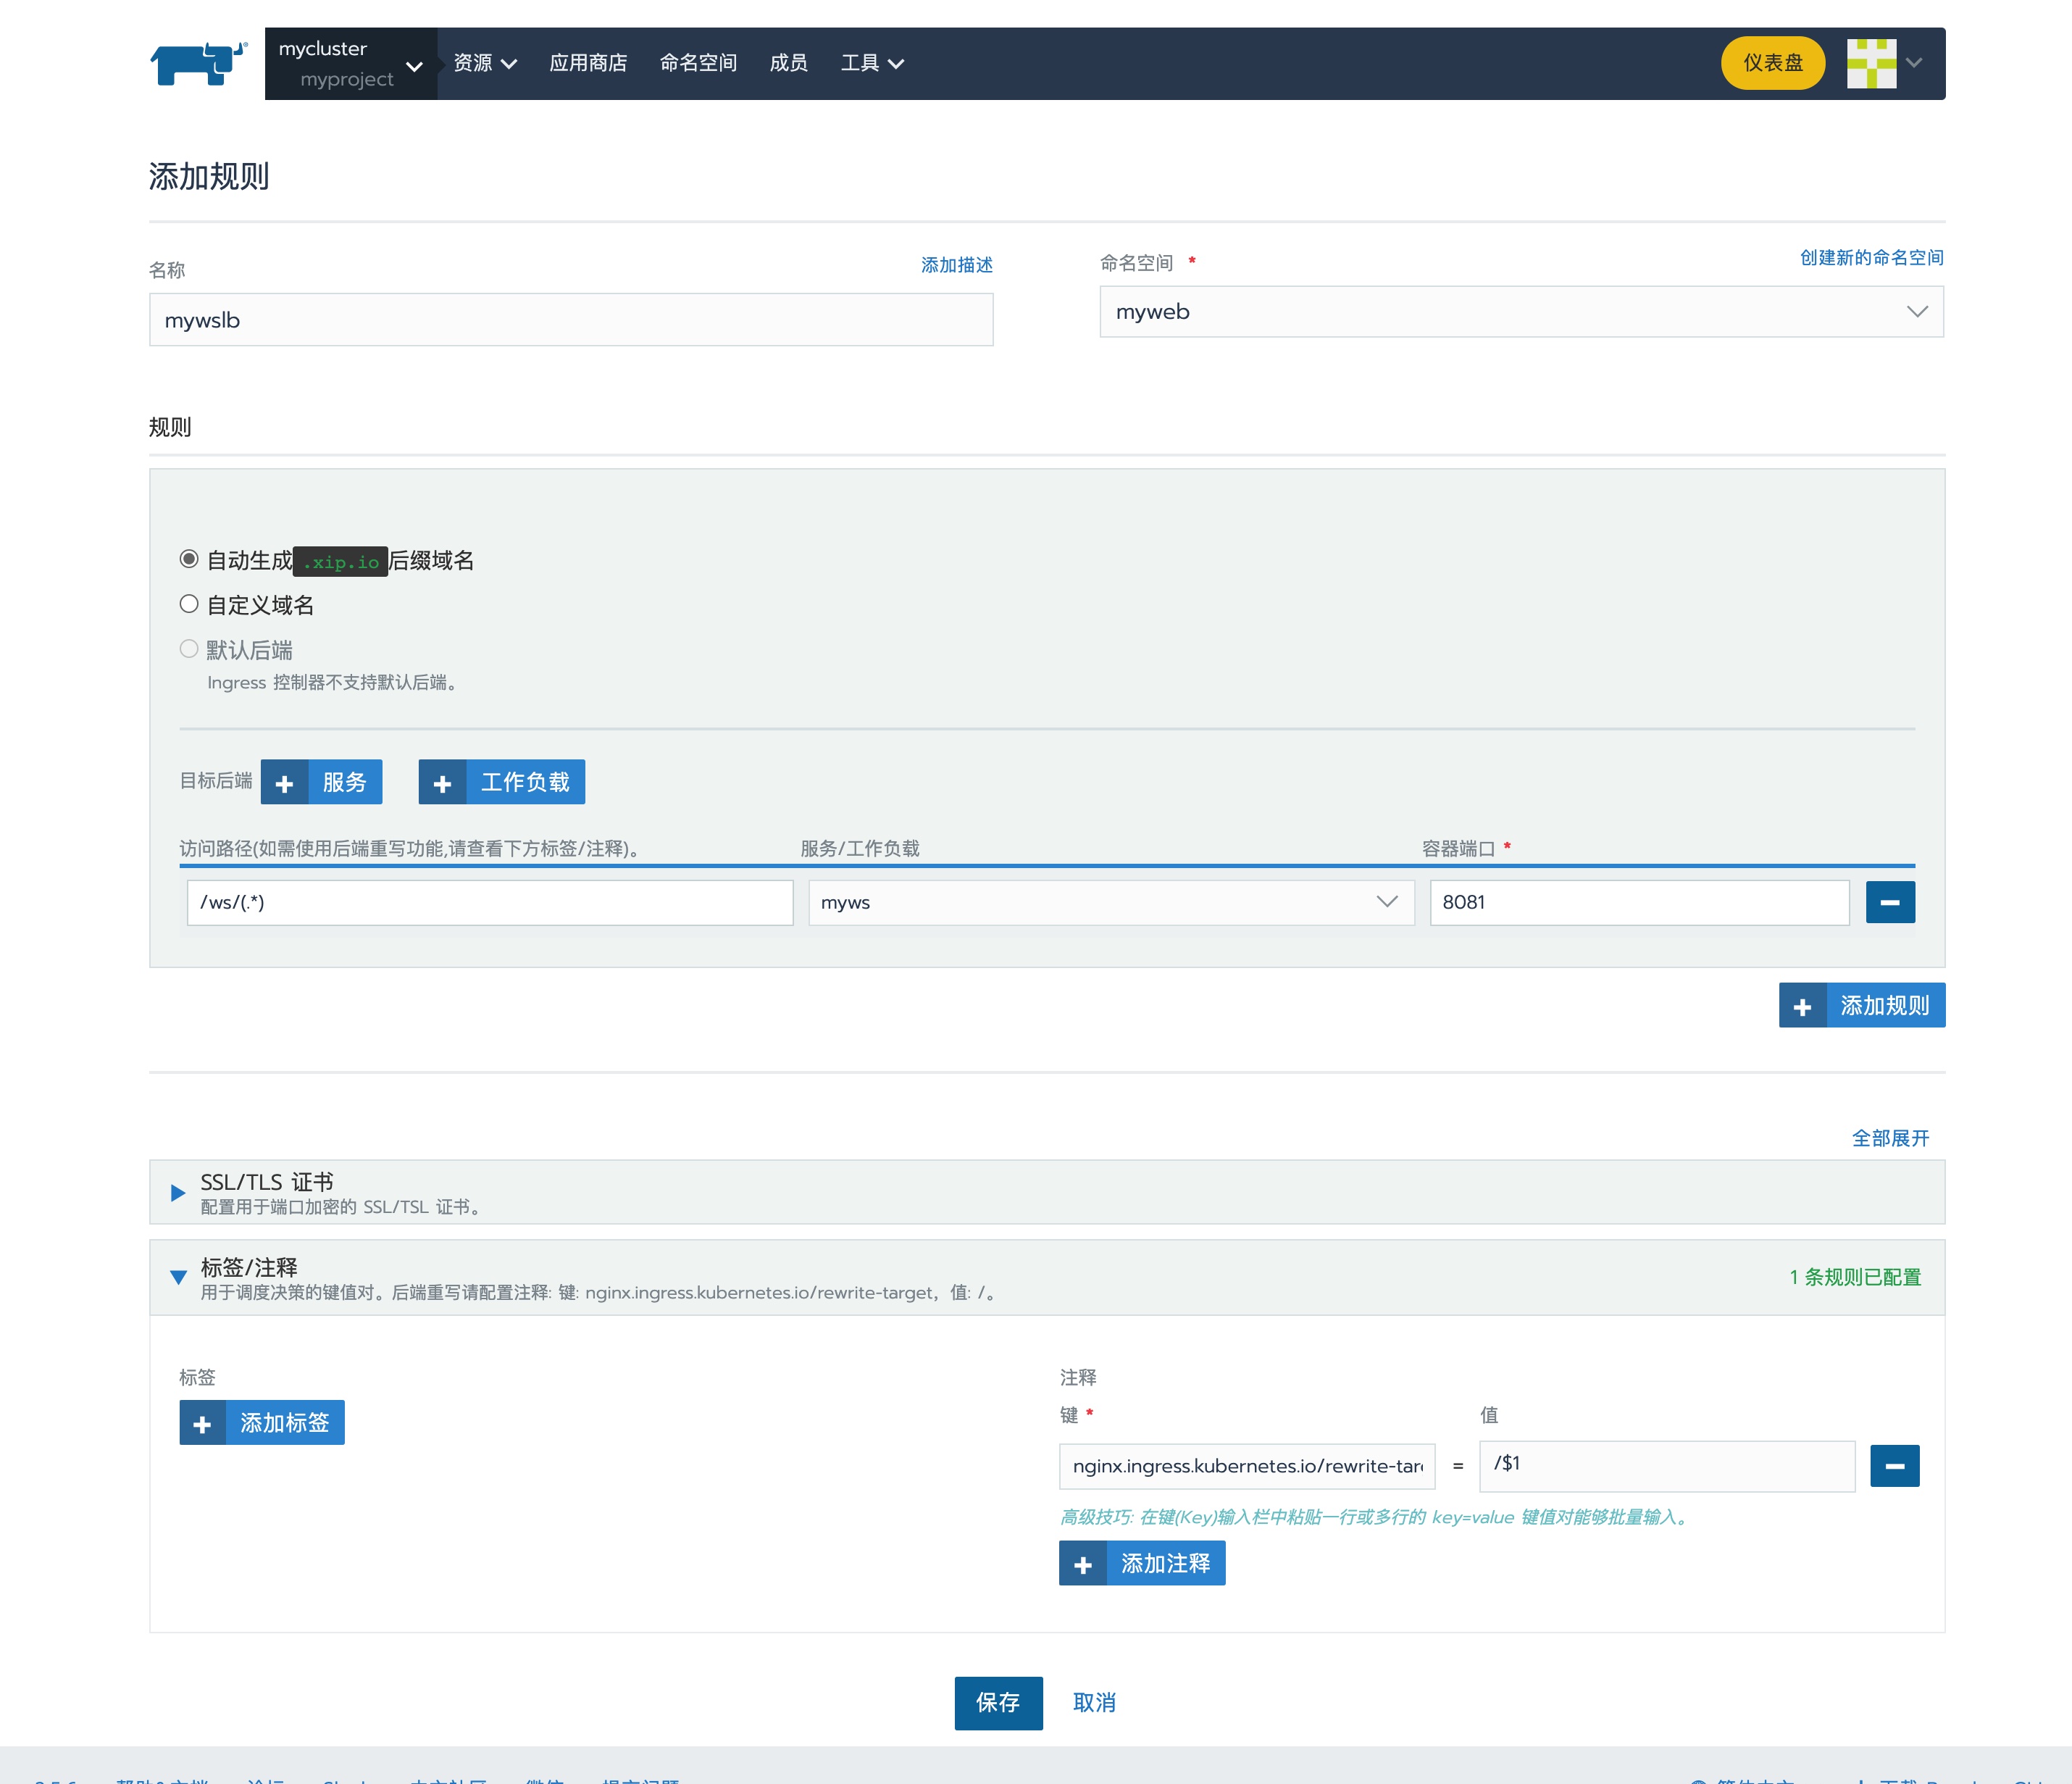 mycluster
myproject
资源 应用商店 命名空间 成员 工具 仪表盘
添加规则
名称 添加描述
命名空间 * 创建新的命名空间
mywslb
myweb
规则
自动生成 .xip.io 后缀域名
自定义域名
默认后端
Ingress 控制器不支持默认后端。
目标后端 + 服务 + 工作负载
访问路径(如需使用后端重写功能,请查看下方标签/注释)。 服务/工作负载 容器端口 *
/ws/(.*) myws 8081
+ 添加规则
全部展开
SSL/TLS 证书
配置用于端口加密的 SSL/TSL 证书。
标签/注释
用于调度决策的键值对。后端重写请配置注释: 键: nginx.ingress.kubernetes.io/rewrite-target，值: /。
1 条规则已配置
标签
+ 添加标签
注释
键 * 值
nginx.ingress.kubernetes.io/rewrite-tar = /$1
高级技巧: 在键(Key)输入栏中粘贴一行或多行的 key=value 键值对能够批量输入。
+ 添加注释
保存 取消